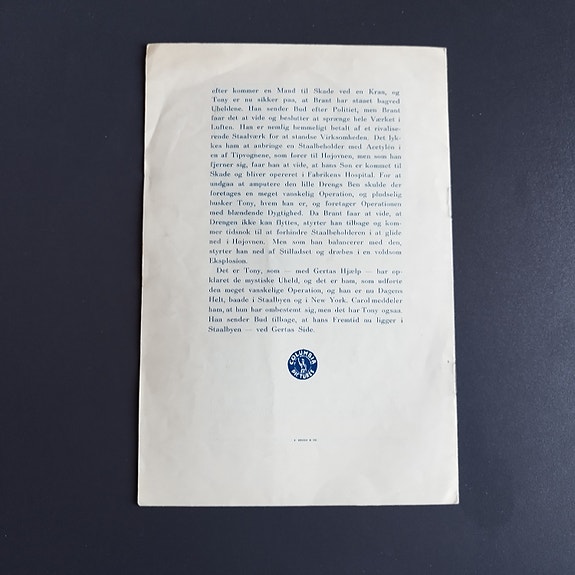 efter kommer en Mand til Skade ved en Kran, og
Tony er nu sikker paa, at Brant har staaet bagved
Uheldene. Han sender Bud efter Politiet, men Brant
faar det at vide og beslutter at sprænge hele Værket i
Luften. Han er nemlig hemmeligt betalt af et rivalise-
rende Staalværk for at standse Virksomheden. Det lyk-
kes ham at anbringe en Staalbeholder med Acetylin i
en af Tipvognene, som fører til Højovnen, men som han
fjerner sig, faar han at vide, at hans Søn er kommet til
Skade og bliver opereret i Fabrikens Hospital. For at
undgaa at amputere den lille Drengs Ben skulde der
foretages en meget vanskelig Operation, og pludselig
husker Tony, hvem han er, og foretager Operationen
med blændende Dygtighed. Da Brant faar at vide, at
Drengen ikke kan flyttes, styrter han tilbage og kom-
mer tidsnok til at forhindre Staalbeholderen i at glide
ned i Højovnen. Men som han balancerer med den,
styrter han ned af Stilladset og dræbes i en voldsom
Eksplosion.
Det er Tony, som — med Gertas Hjælp — har op-
klaret de mystiske Uheld, og det er ham, som udførte
den meget vanskelige Operation, og han er nu Dagens
Helt, baade i Staalbyen og i New York. Carol meddeler
ham, at hun har ombestemt sig, men det har Tony ogsaa.
Han sender Bud tilbage, at hans Fremtid nu ligger i
Staalbyen — ved Gertas Side.
COLUMBIA
PICTURES